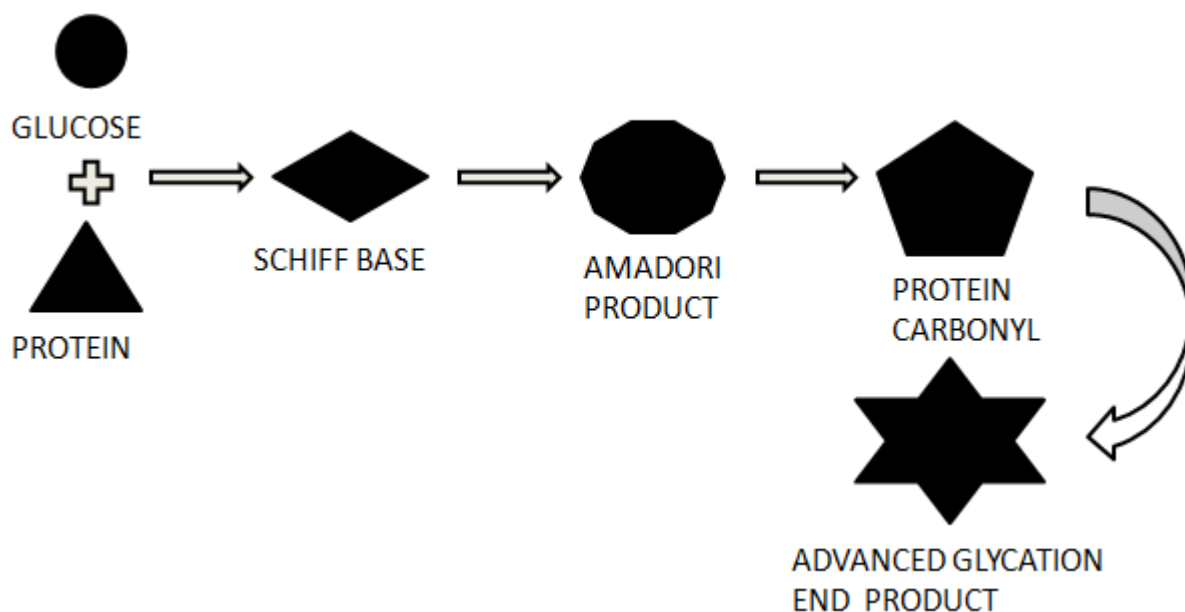 GLUCOSE
PROTEIN
SCHIFF BASE
AMADORI
PRODUCT
PROTEIN
CARBONYL
ADVANCED GLYCATION
END PRODUCT